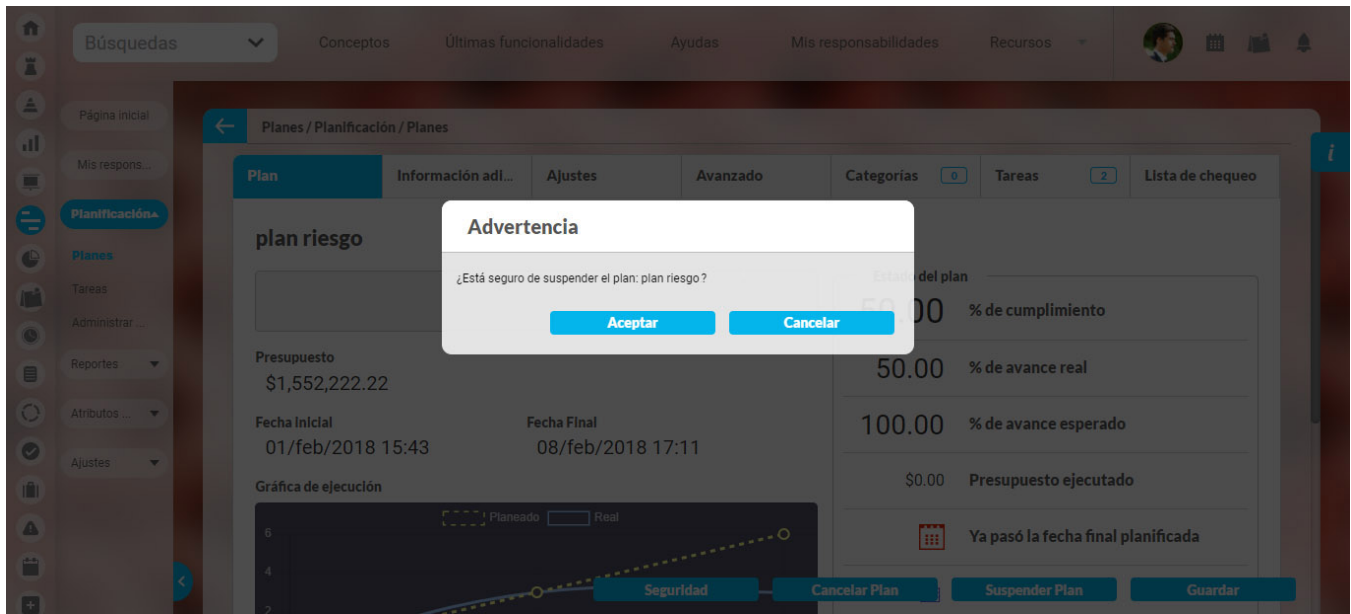 Búsquedas
Conceptos
Últimas funcionalidades
Ayudas
Mis responsabilidades
Recursos
Página inicial
Mis respons...
Planificación
Planes
Tareas
Administrar ...
Reportes
Atributos ...
Ajustes
Planes / Planificación / Planes
i
Plan
Información adi...
Ajustes
Avanzado
Categorías 0
Tareas 2
Lista de chequeo
plan riesgo
Advertencia
¿Está seguro de suspender el plan: plan riesgo?
Aceptar
Cancelar
Presupuesto
$1,552,222.22
Fecha Inicial
01/feb/2018 15:43
Fecha Final
08/feb/2018 17:11
Gráfica de ejecución
Planeado
Real
6
4
2
Estado del plan
50.00 % de cumplimiento
50.00 % de avance real
100.00 % de avance esperado
$0.00 Presupuesto ejecutado
Ya pasó la fecha final planificada
Seguridad
Cancelar Plan
Suspender Plan
Guardar